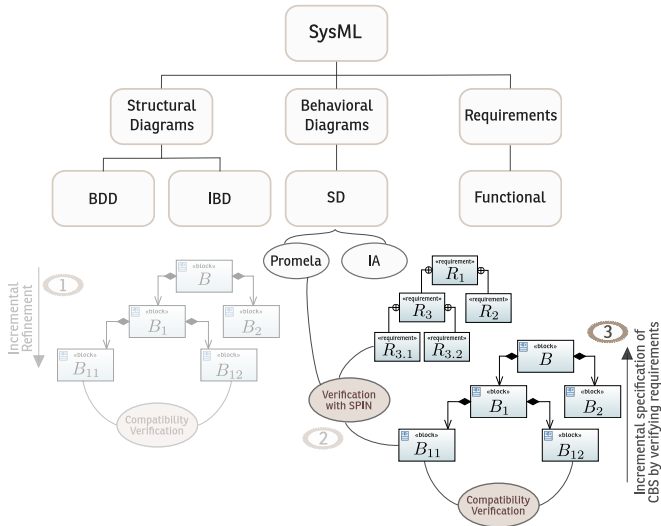 SysML
Structural
Diagrams
Behavioral
Diagrams
Requirements
BDD
IBD
SD
Functional
Promela
IA
Incremental
Refinement
1
«block»
B
«block»
B1
«block»
B2
«block»
B11
«block»
B12
Compatibility
Verification
«requirement»
R1
«requirement»
R3
«requirement»
R2
«requirement»
R3.1
«requirement»
R3.2
Verification
with SPIN
2
3
«block»
B
«block»
B1
«block»
B2
«block»
B11
«block»
B12
Compatibility
Verification
Incremental specification of
CBS by verifying requirements